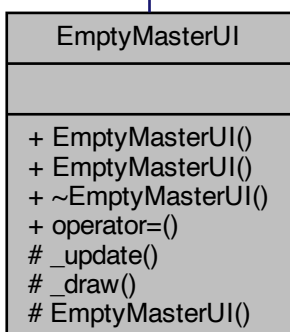 EmptyMasterUI
+ EmptyMasterUI()
+ EmptyMasterUI()
+ ~EmptyMasterUI()
+ operator=()
# _update()
# _draw()
# EmptyMasterUI()